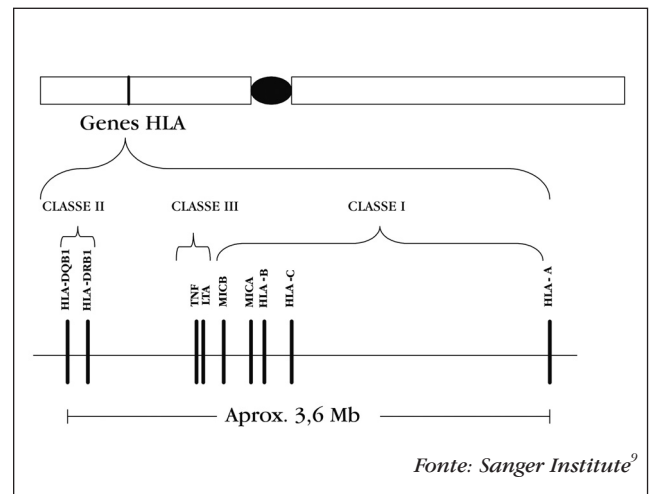 Genes HLA
CLASSE II CLASSE III CLASSE I
HLA-DQB1 HLA-DRB1 TNF LTA MICB MICA HLA -B HLA -C HLA- A
Aprox. 3,6 Mb
Fonte: Sanger Institute⁹